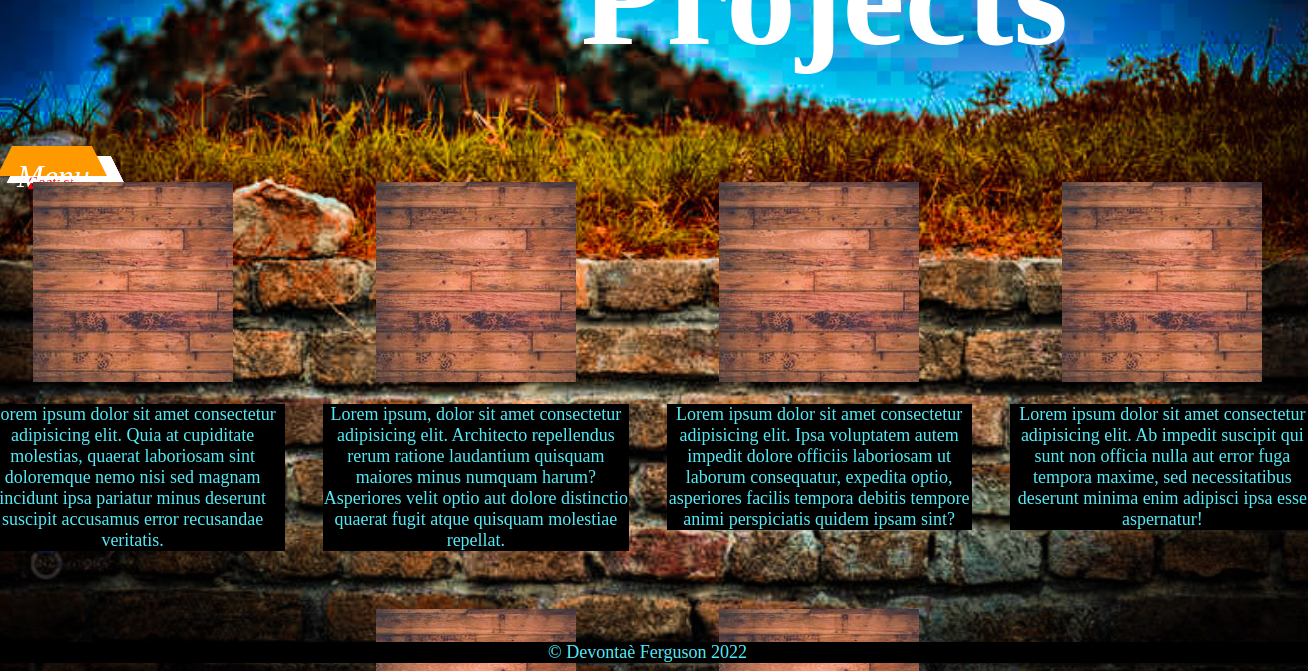 Projects
Menu
orem ipsum dolor sit amet consectetur
adipisicing elit. Quia at cupiditate
molestias, quaerat laboriosam sint
doloremque nemo nisi sed magnam
incidunt ipsa pariatur minus deserunt
suscipit accusamus error recusandae
veritatis.
Lorem ipsum, dolor sit amet consectetur
adipisicing elit. Architecto repellendus
rerum ratione laudantium quisquam
maiores minus numquam harum?
Asperiores velit optio aut dolore distinctio
quaerat fugit atque quisquam molestiae
repellat.
Lorem ipsum dolor sit amet consectetur
adipisicing elit. Ipsa voluptatem autem
impedit dolore officiis laboriosam ut
laborum consequatur, expedita optio,
asperiores facilis tempora debitis tempore
animi perspiciatis quidem ipsam sint?
Lorem ipsum dolor sit amet consectetur
adipisicing elit. Ab impedit suscipit qui
sunt non officia nulla aut error fuga
tempora maxime, sed necessitatibus
deserunt minima enim adipisci ipsa esse
aspernatur!
© Devontaè Ferguson 2022